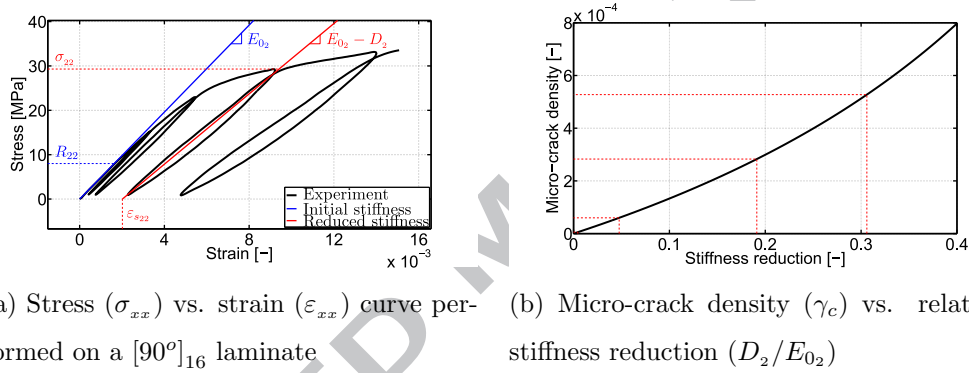 40
30
20
10
0
Stress [MPa]
σ22
R22
εs22
E02
E02 − D2
Experiment
Initial stiffness
Reduced stiffness
0 4 8 12 16
Strain [-]
x 10-3
x 10-4
8
6
4
2
0
Micro−crack density [−]
0 0.1 0.2 0.3 0.4
Stiffness reduction [−]
a) Stress (σxx) vs. strain (εxx) curve per-
ormed on a [90o]16 laminate
(b) Micro-crack density (γc) vs. relat
stiffness reduction (D2/E02)
ED M